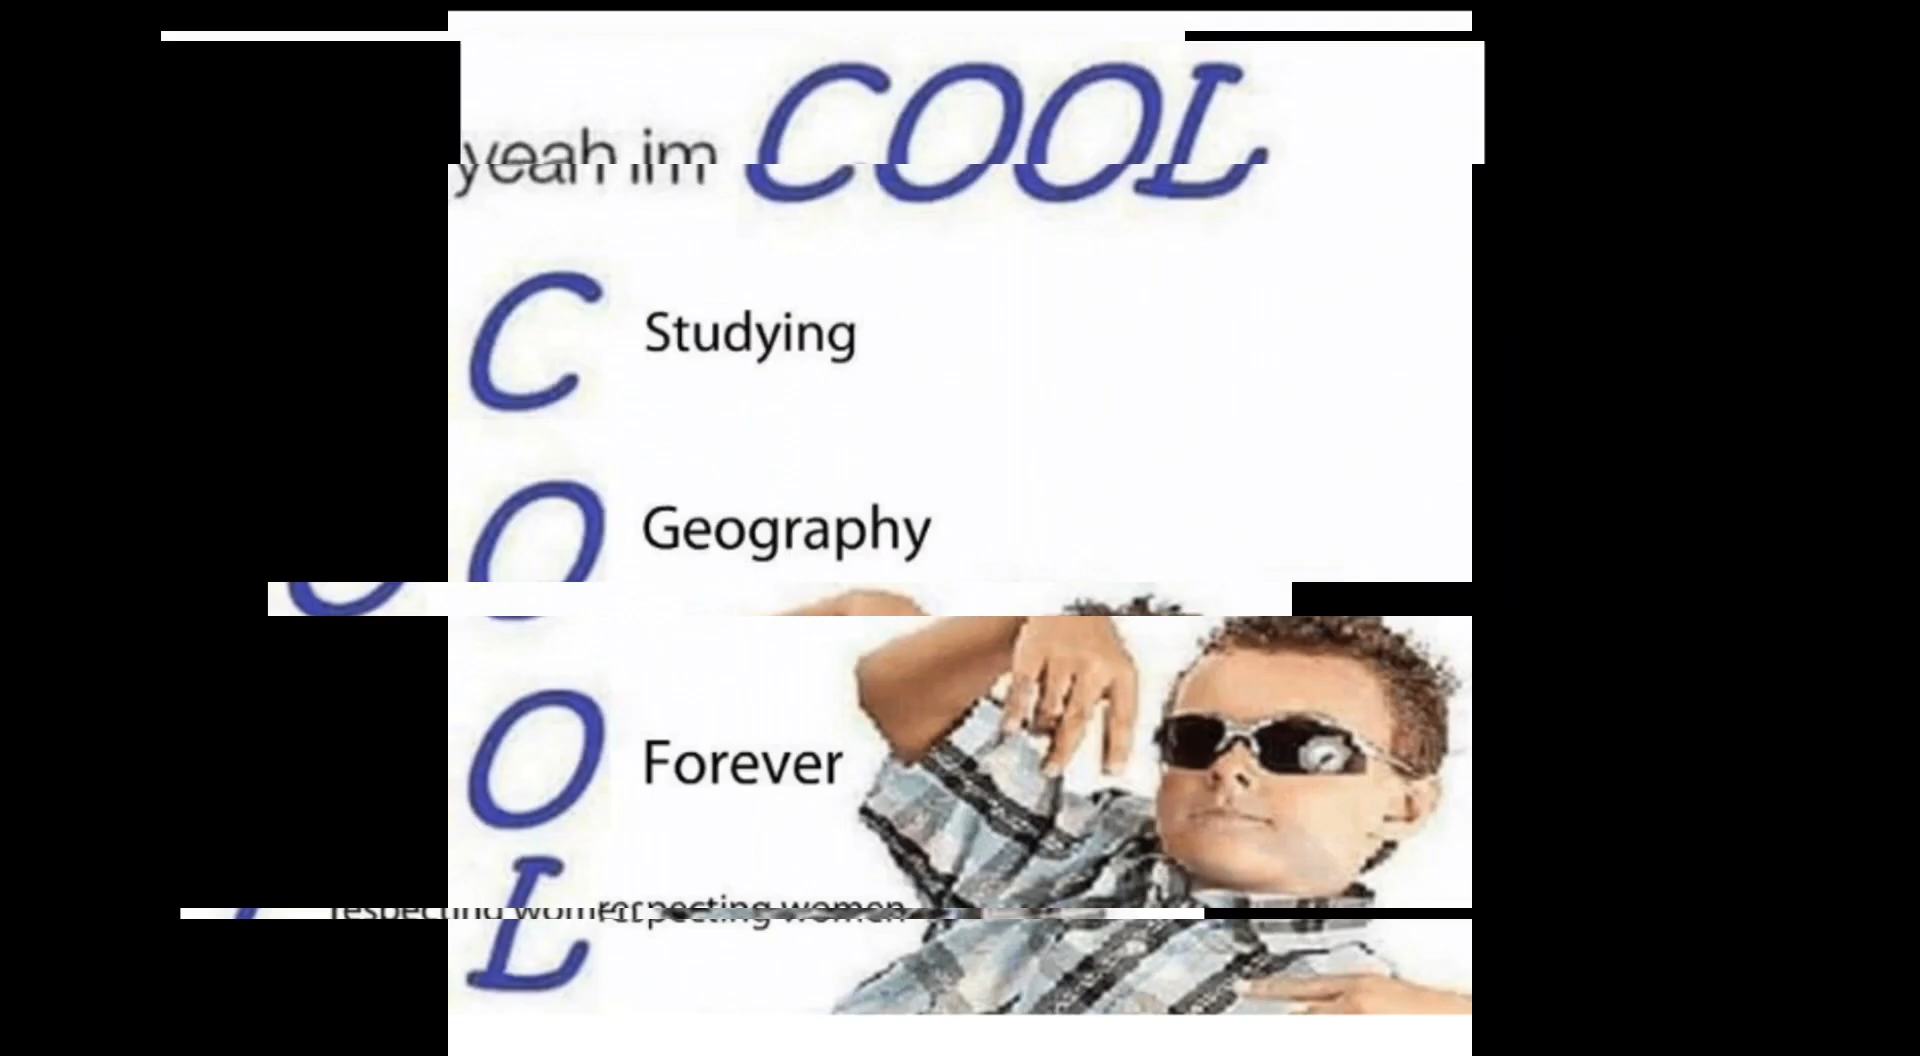 yeah im COOL
C Studying
O Geography
O Forever
L respecting women